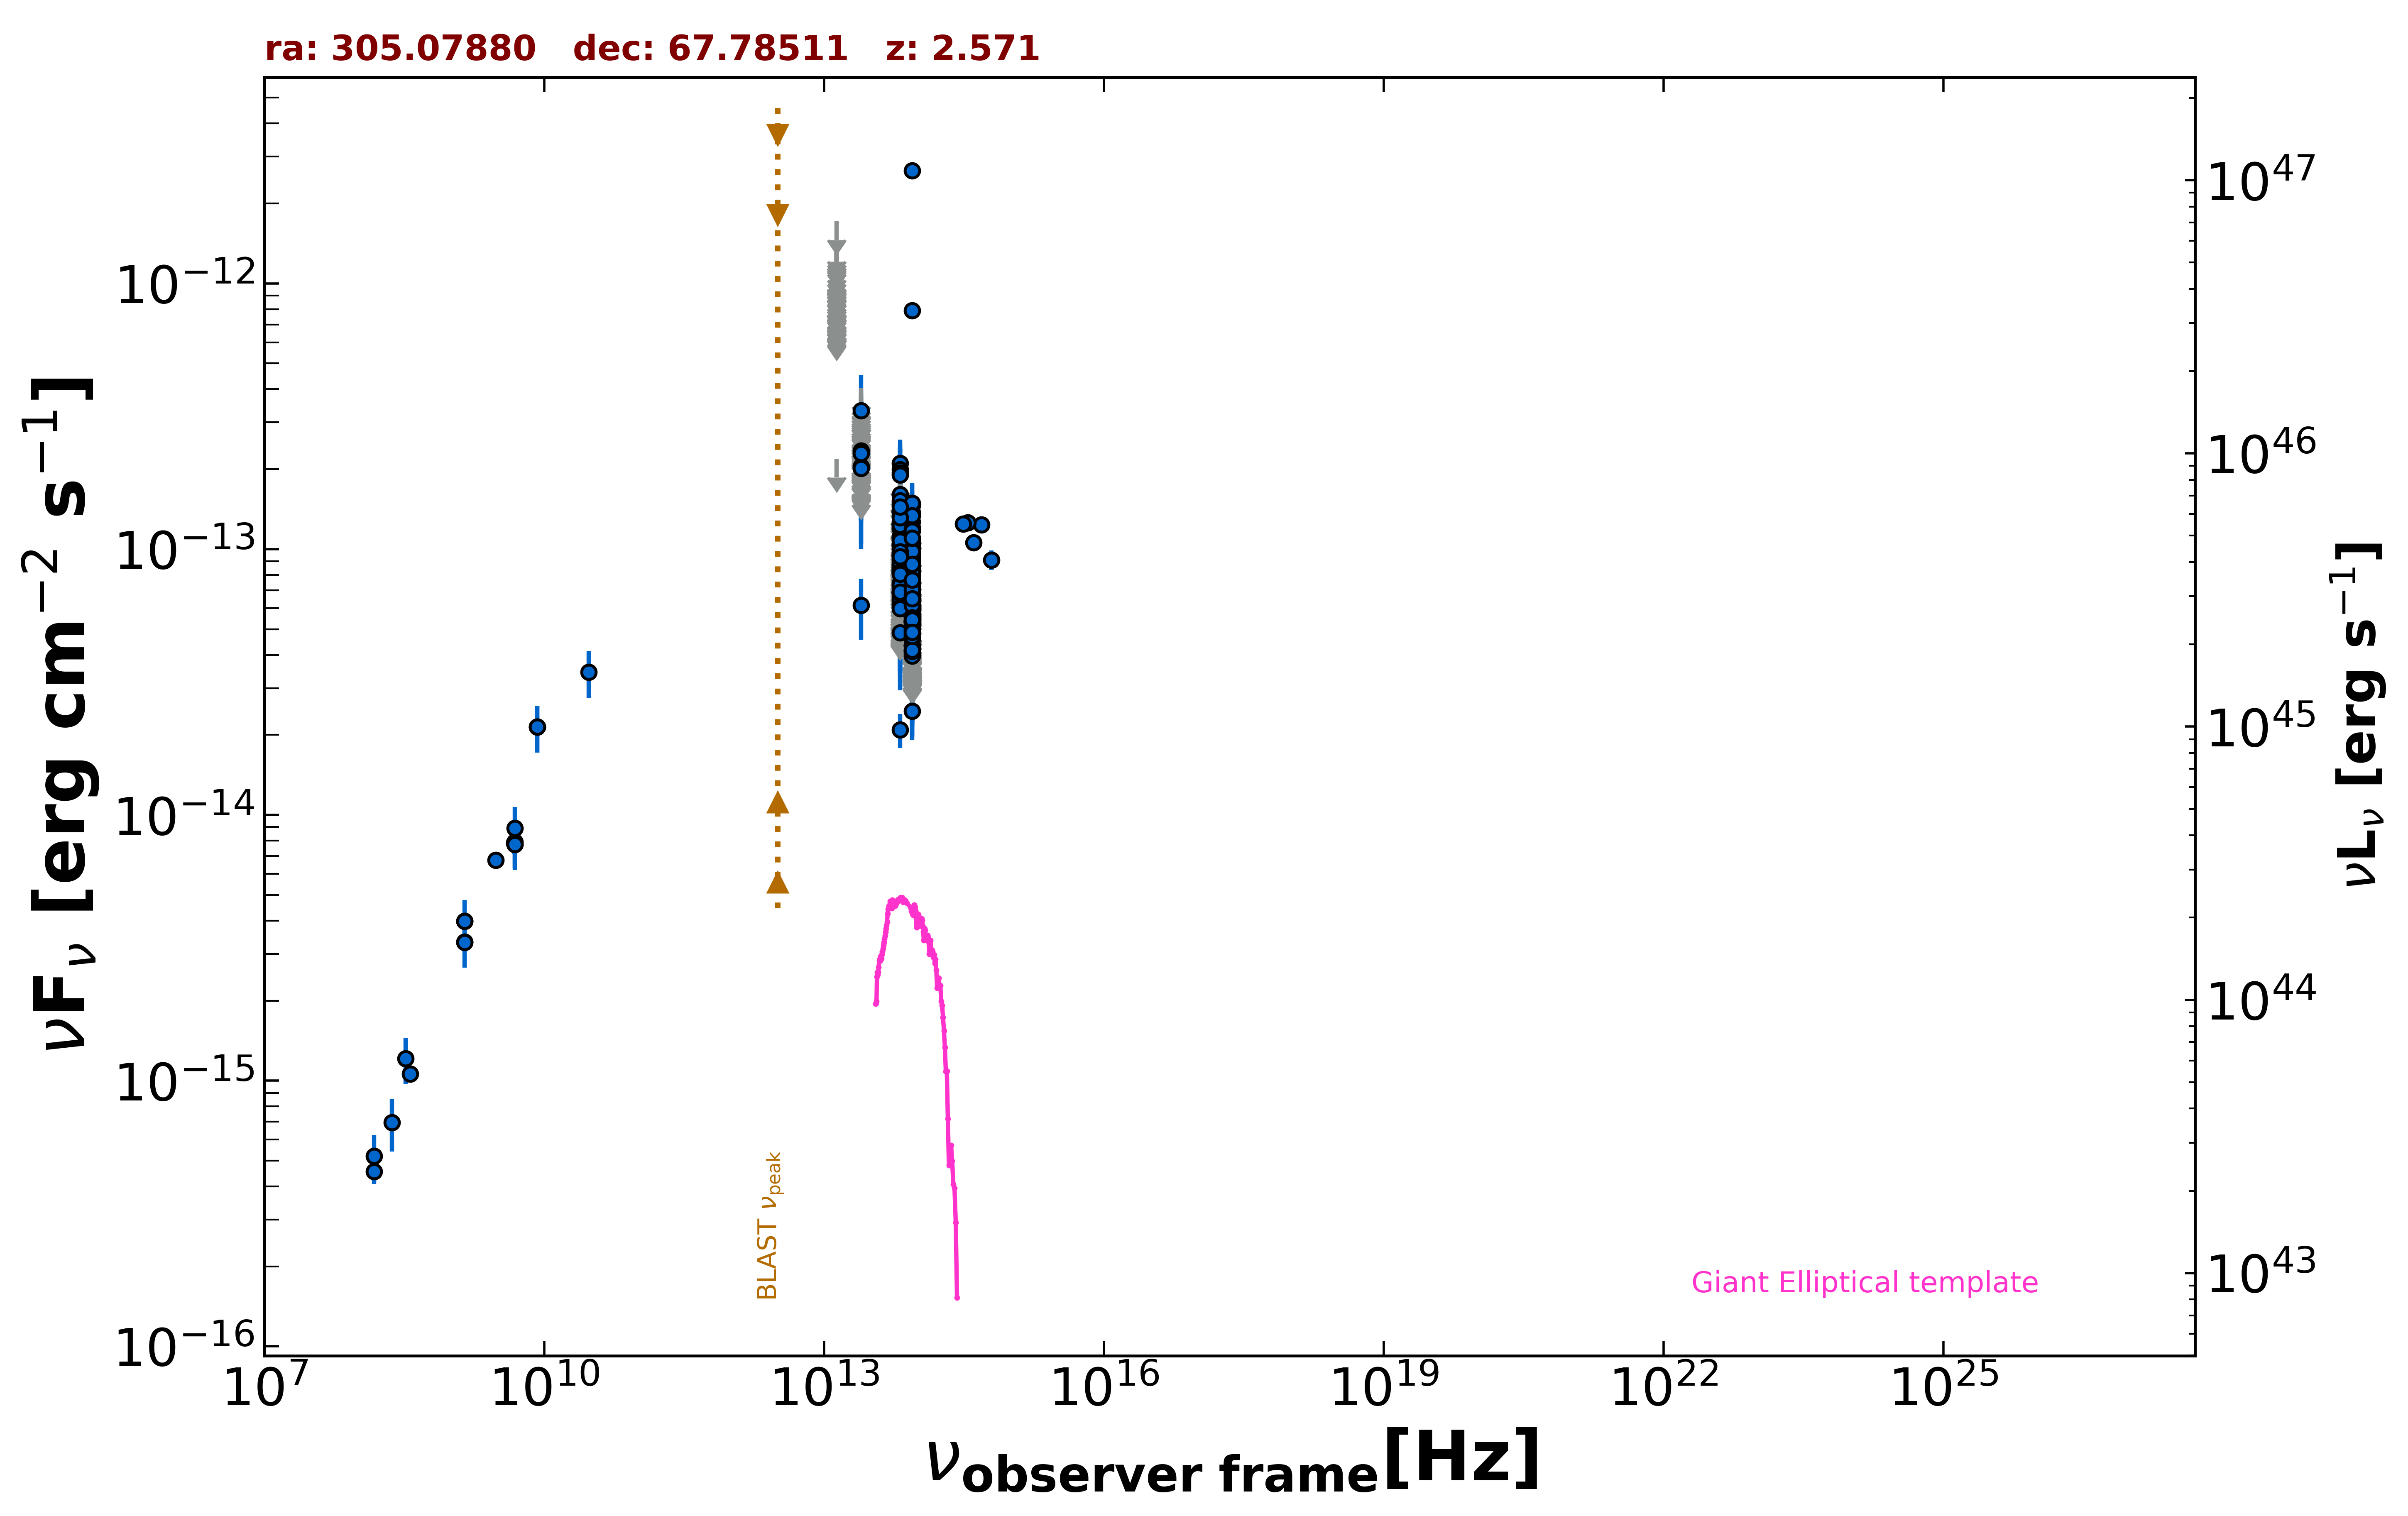 ra: 305.07880 dec: 67.78511 z: 2.571
νF_ν [erg cm^−2 s^−1]
10^−12
10^−13
10^−14
10^−15
10^−16
10^47
10^46
10^45
10^44
10^43
νL_ν [erg s^−1]
BLAST ν_peak
Giant Elliptical template
10^7 10^10 10^13 10^16 10^19 10^22 10^25
ν_observer frame [Hz]